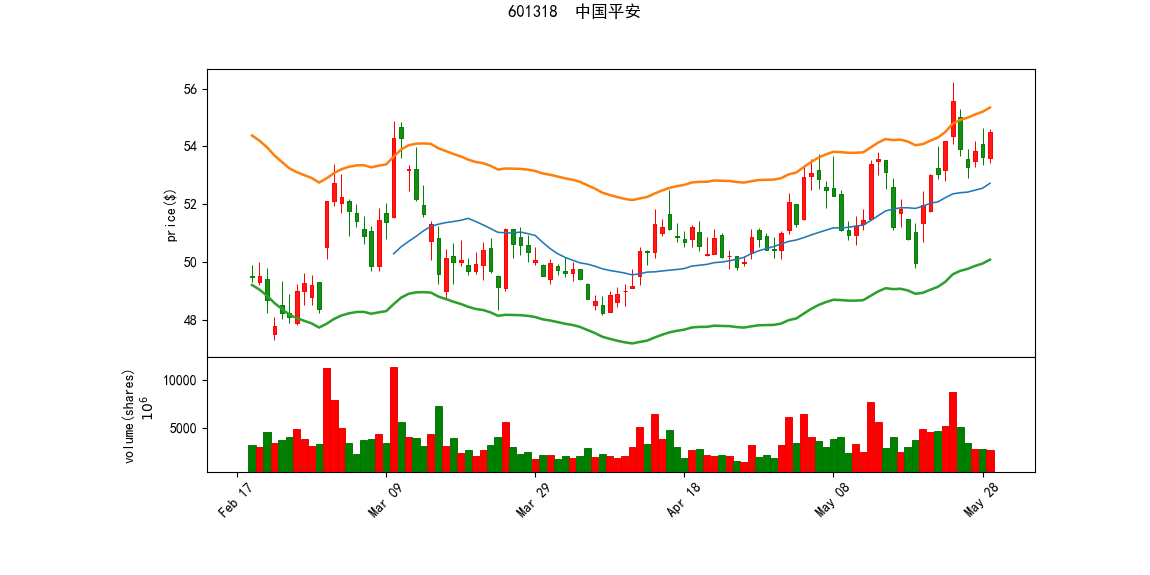 601318 中国平安
price($)
56
54
52
50
48
volume(shares)
10^6
10000
5000
Feb 17
Mar 09
Mar 29
Apr 18
May 08
May 28